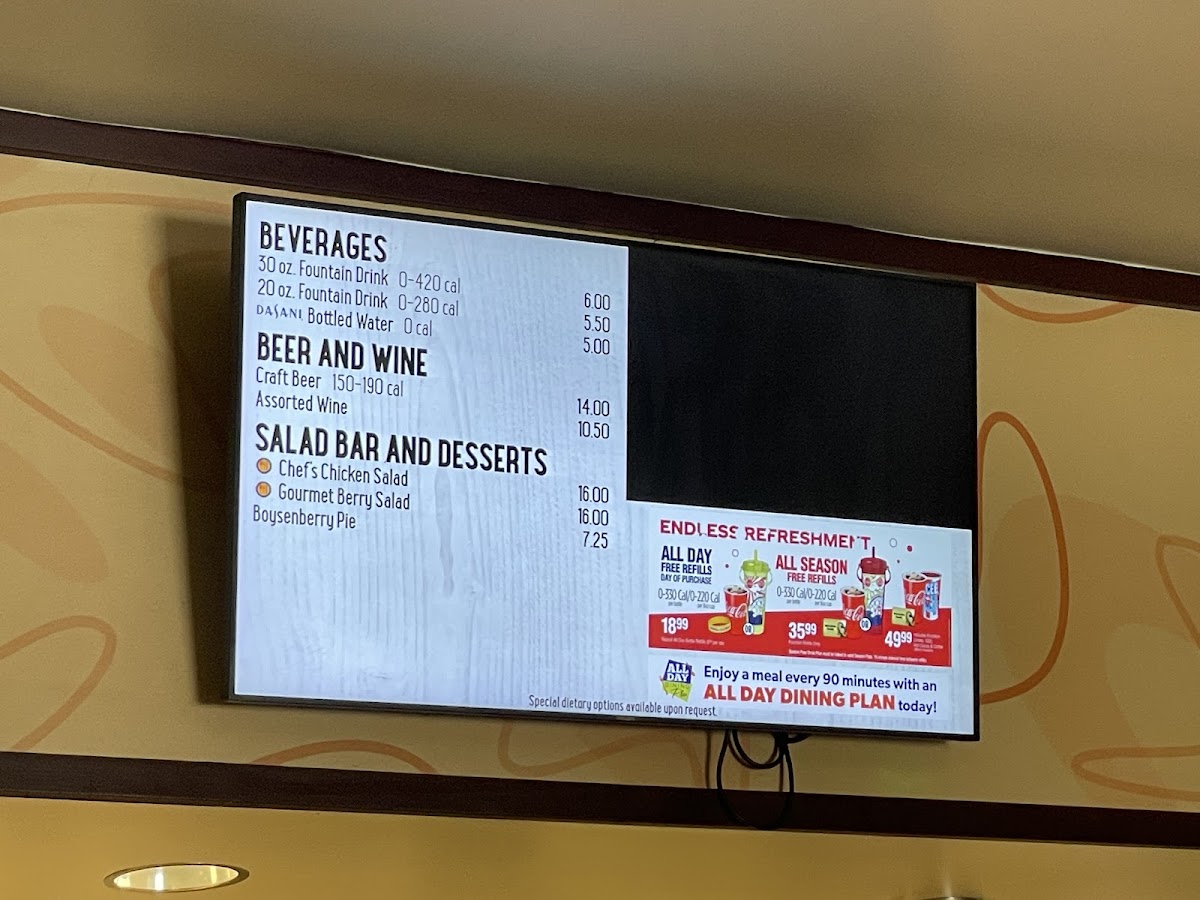 BEVERAGES
30 oz. Fountain Drink 0-420 cal 6.00
20 oz. Fountain Drink 0-280 cal 5.50
DASANI Bottled Water 0 cal 5.00
BEER AND WINE
Craft Beer 150-190 cal 14.00
Assorted Wine 10.50
SALAD BAR AND DESSERTS
Chef's Chicken Salad 16.00
Gourmet Berry Salad 16.00
Boysenberry Pie 7.25
Special dietary options available upon request
ENDLESS REFRESHMENT
ALL DAY
FREE REFILLS
DAY OF PURCHASE
0-330 Cal/0-220 Cal
18.99
OR
ALL SEASON
FREE REFILLS
0-330 Cal/0-220 Cal
35.99
OR
49.99
ALL DAY
Enjoy a meal every 90 minutes with an
ALL DAY DINING PLAN today!